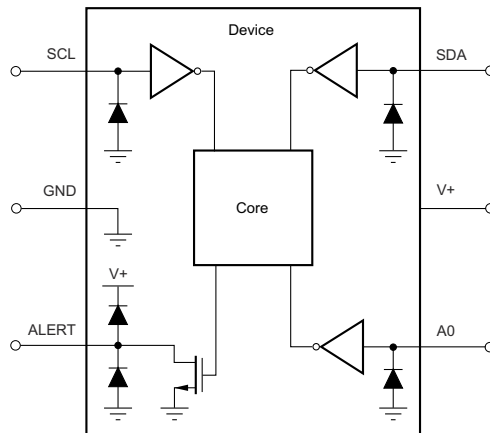 Device
SCL
SDA
GND
V+
Core
V+
ALERT
A0